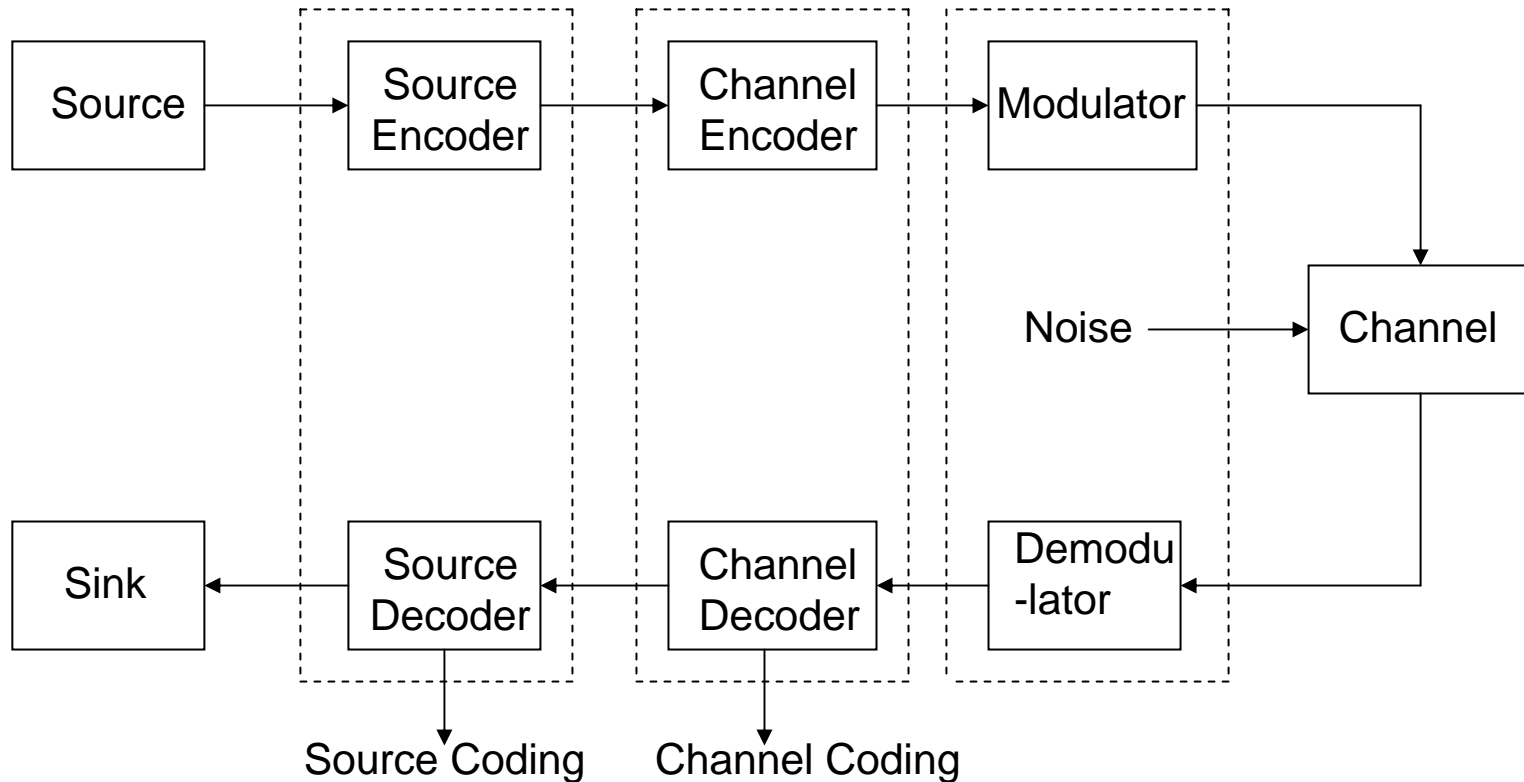 Source
Source
Encoder
Channel
Encoder
Modulator
Noise
Channel
Sink
Source
Decoder
Channel
Decoder
Demodu
-lator
Source Coding
Channel Coding